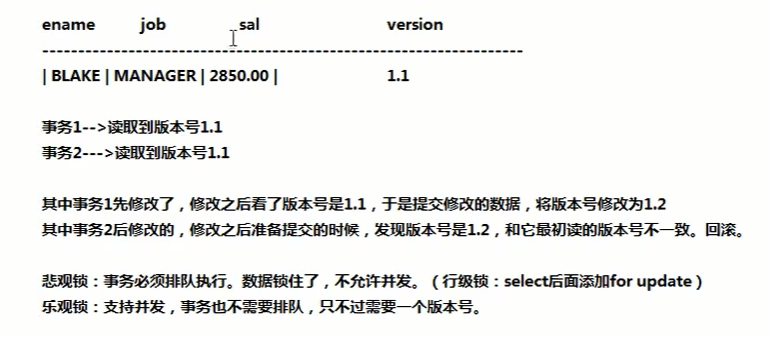 ename job sal version
----------------------------------------------------------------
| BLAKE | MANAGER | 2850.00 | 1.1
事务1-->读取到版本号1.1
事务2--->读取到版本号1.1
其中事务1先修改了，修改之后看了版本号是1.1，于是提交修改的数据，将版本号修改为1.2
其中事务2后修改的，修改之后准备提交的时候，发现版本号是1.2，和它最初读的版本号不一致。回滚。
悲观锁：事务必须排队执行。数据锁住了，不允许并发。（行级锁：select后面添加for update）
乐观锁：支持并发，事务也不需要排队，只不过需要一个版本号。